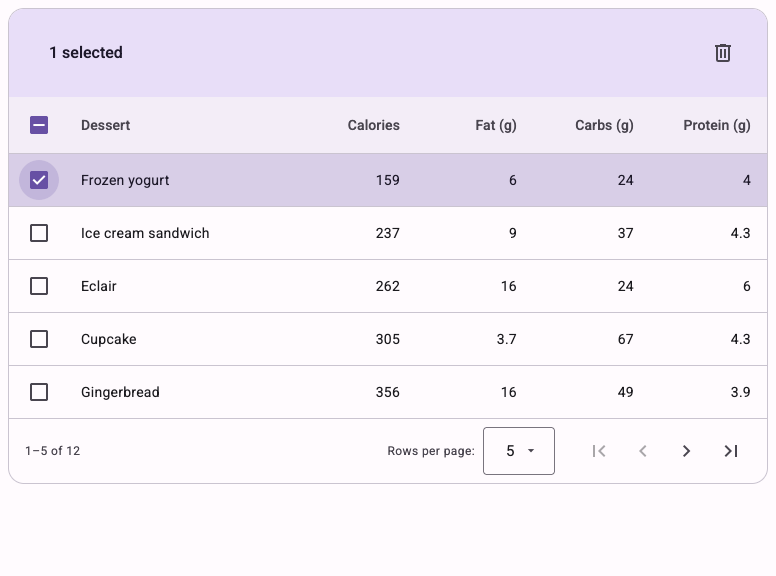 1 selected
Dessert Calories Fat (g) Carbs (g) Protein (g)
Frozen yogurt 159 6 24 4
Ice cream sandwich 237 9 37 4.3
Eclair 262 16 24 6
Cupcake 305 3.7 67 4.3
Gingerbread 356 16 49 3.9
1–5 of 12 Rows per page: 5